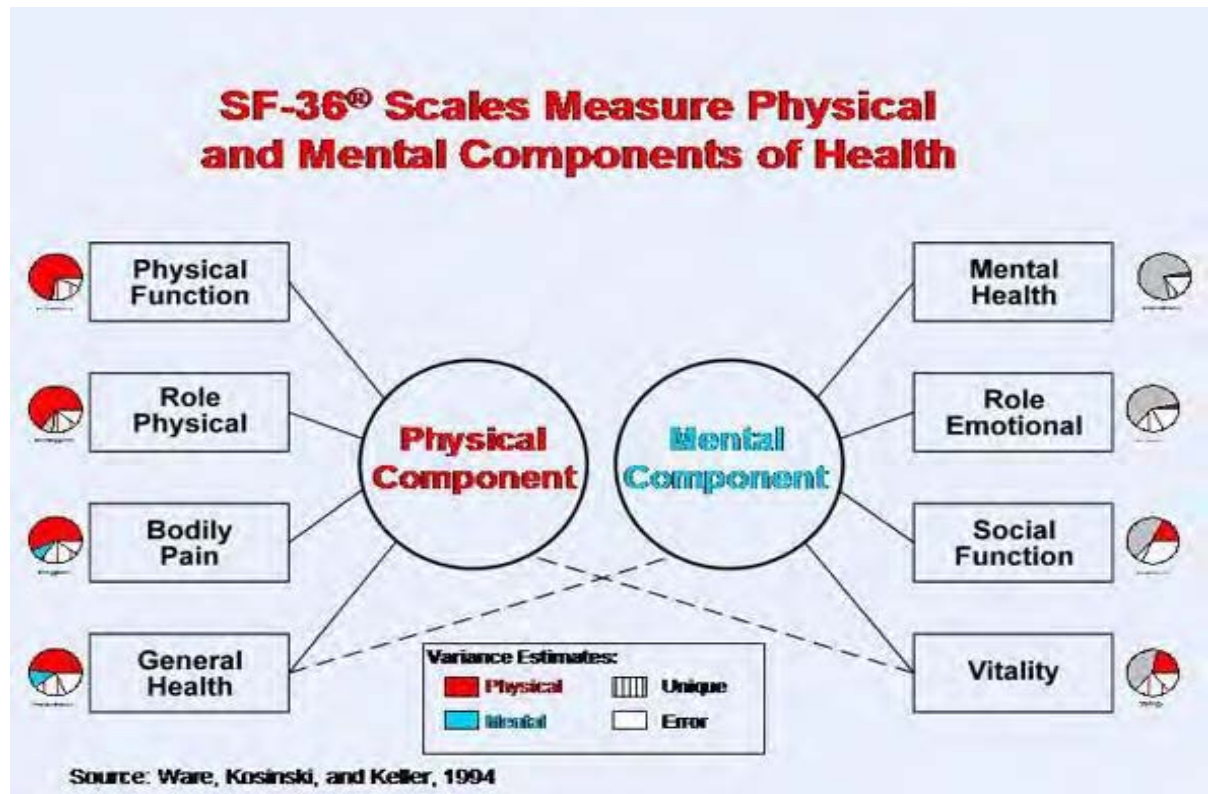 SF-36® Scales Measure Physical
and Mental Components of Health
Physical
Function
Mental
Health
Role
Physical
Role
Emotional
Physical
Component
Mental
Component
Bodily
Pain
Social
Function
General
Health
Vitality
Variance Estimates:
Physical
Unique
Mental
Error
Source: Ware, Kosinski, and Keller, 1994